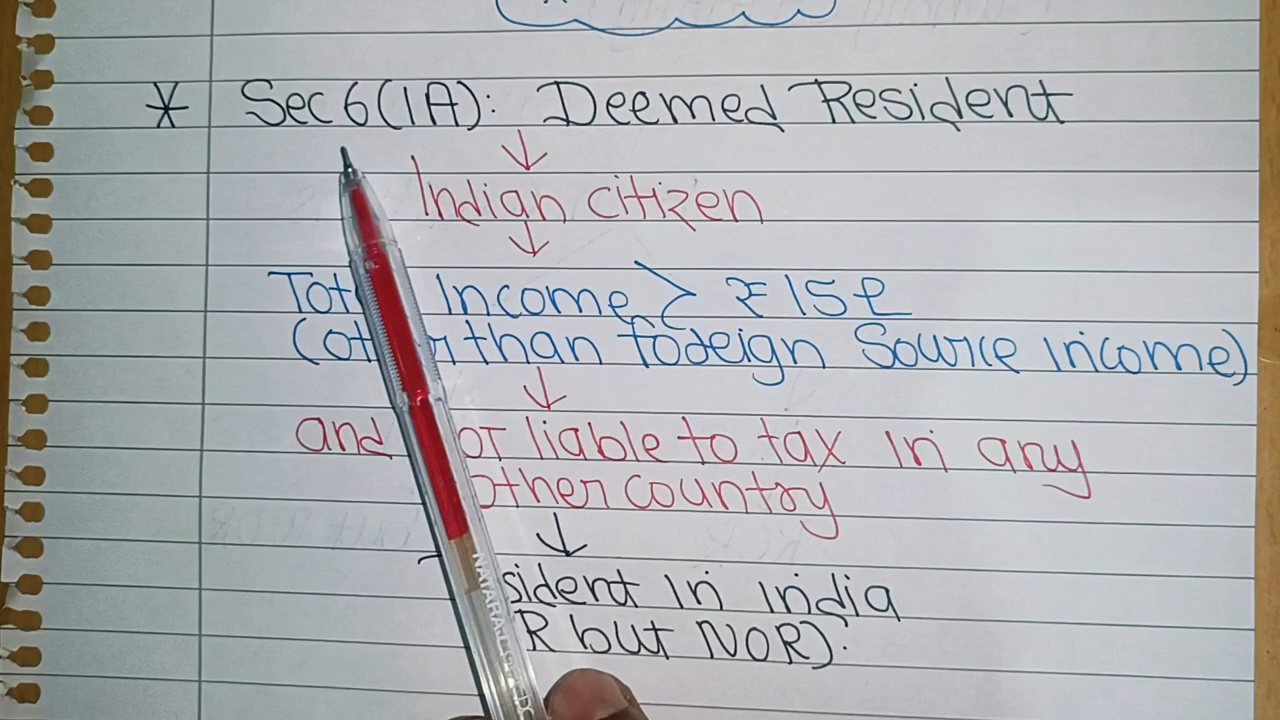 * Sec 6(1A): Deemed Resident
↓
Indian citizen
↓
Income > ₹15ℓ
than foreign Source income)
↓
and liable to tax in any
other country
↓
in india
R but NOR).
NATARAJ